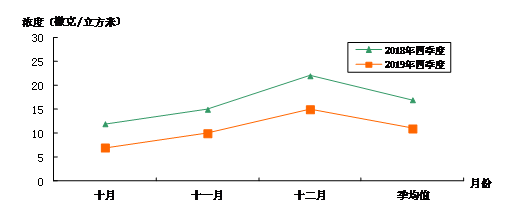 浓度（微克/立方米）
30
25
20
15
10
5
0
2018年四季度
2019年四季度
十月
十一月
十二月
季均值
月份